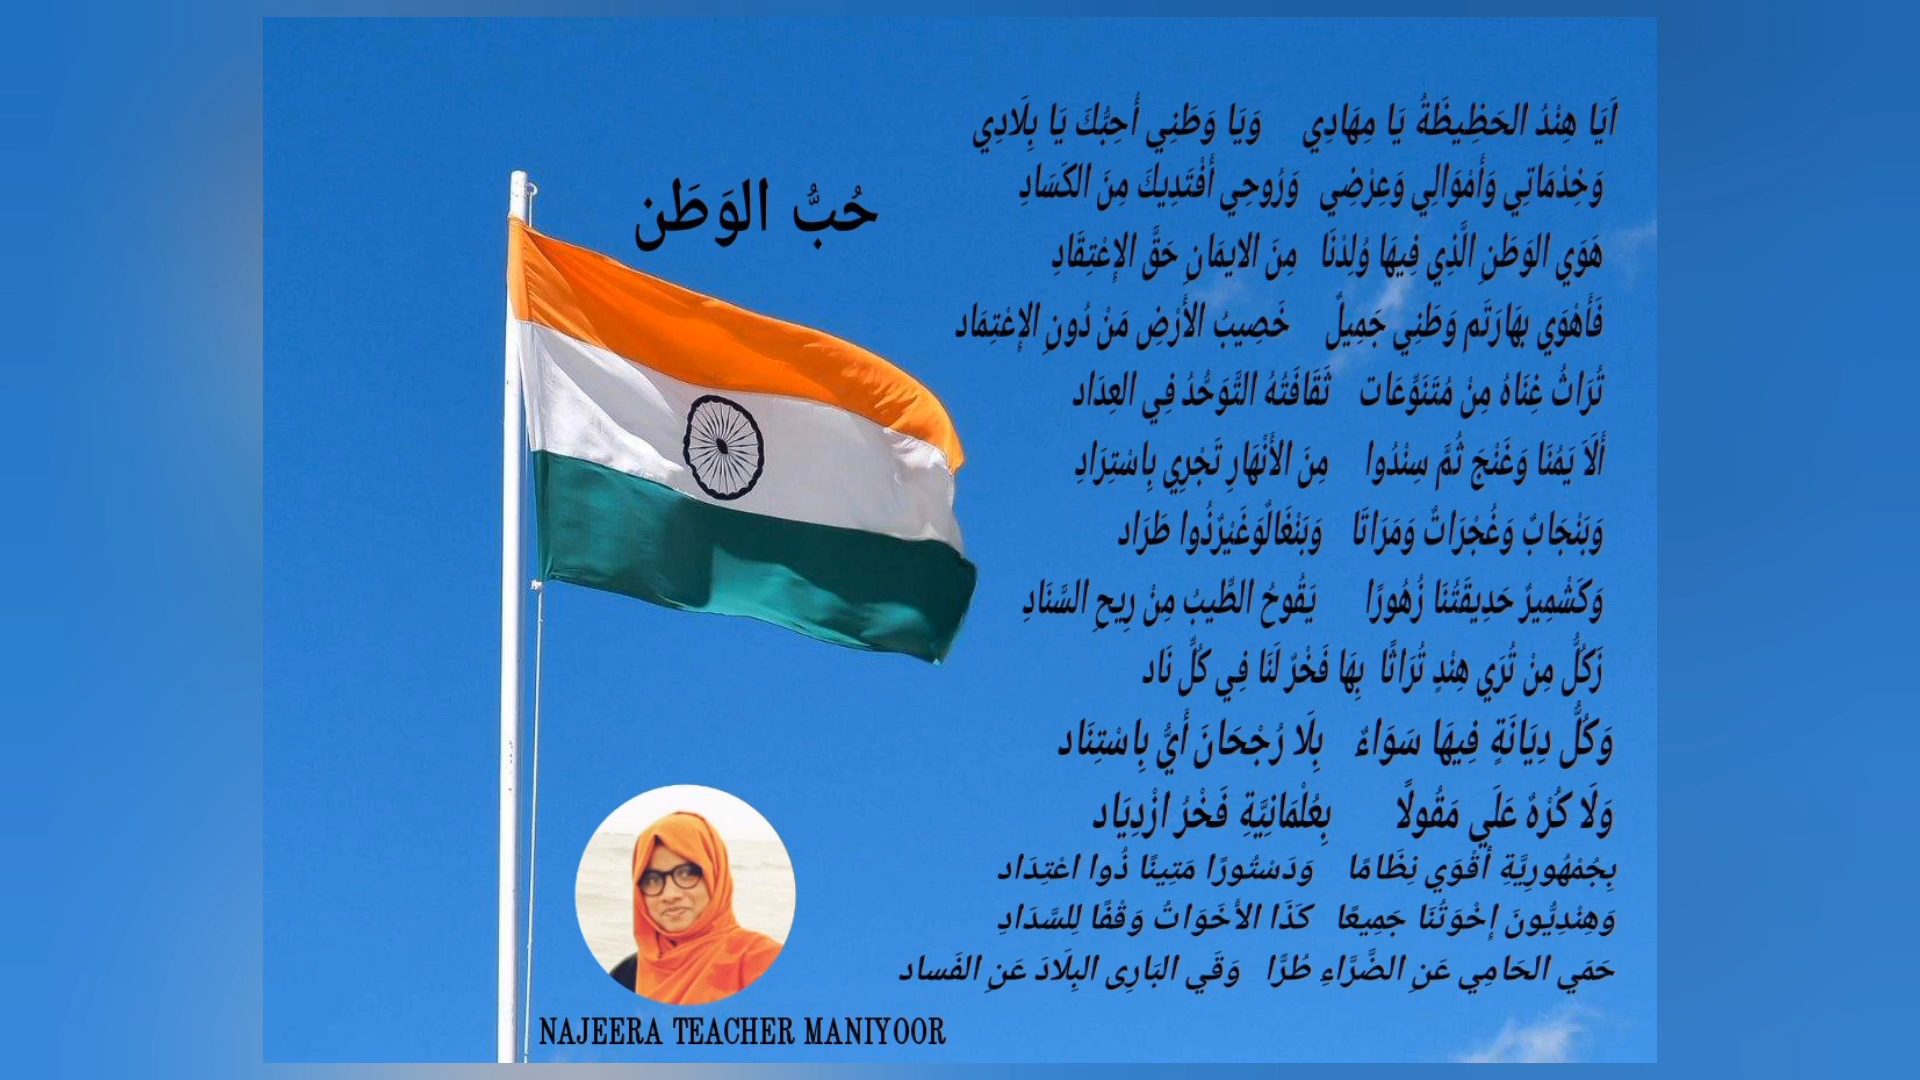 حُبُّ الوَطَن
اَيَا هِنْدُ الحَظِيظَةُ يَا مِهَادِي وَيَا وَطَنِي أُحِبُّكَ يَا بِلَادِي
وَخِدْمَاتِي وَأَمْوَالِي وَعِرْضِي وَرُوحِي أَفْتَدِيكَ مِنَ الكَسَادِ
هَوَي الوَطَنِ الَّذِي فِيهَا وُلِدْنَا مِنَ الايمَانِ حَقَّ الإِعْتِقَادِ
فَأَهْوَي بهَارَتَم وَطَنِي جَمِيلٌ خَصِيبُ الأَرْضِ مَنْ دُونِ الإِعْتِمَاد
تُرَاثُ غِنَاهُ مِنْ مُتَنَوِّعَات ثَقَافَتُهُ التَّوَحُّدُ فِي العِدَاد
أَلَا يَمُنَا وَغَنْجَ ثُمَّ سِنْدُوا مِنَ الأَنْهَارِ تَجْرِي بِاسْتِرَادِ
وَبَنْجَابٌ وَغُجْرَاتٌ وَمَرَاتَا وَبَنْغَالٌوَغَيْرٌذُوا طَرَاد
وَكَشْمِيرٌ حَدِيقَتُنَا زُهُورًا يَفُوحُ الطِّيبُ مِنْ رِيحِ السَّنَادِ
زَكُلٌّ مِنْ تُرَي هِنْدٍ تُرَاثًا بِهَا فَخْرٌ لَنَا فِي كُلِّ نَاد
وَكُلُّ دِيَانَةٍ فِيهَا سَوَاءٌ بِلَا رُجْحَانَ أَيُّ بِاسْتِنَاد
وَلَا كُرْهٌ عَلَي مَقُولًا بِعُلْمَانِيَّةِ فَخْرُ ازْدِيَاد
بِجُمْهُورِيَّةِ أَقْوَي نِظَامًا وَدَسْتُورًا مَتِينًا ذُوا اعْتِدَاد
وَهِنْدِيُّونَ إِخْوَتُنَا جَمِيعًا كَذَا الأَخَوَاتُ وَقْفًا لِلسَّدَادِ
حَمَي الحَامِي عَنِ الضَّرَّاءِ طُرًّا وَقَي البَارِى البِلَادَ عَنِ الفَساد
NAJEERA TEACHER MANIYOOR